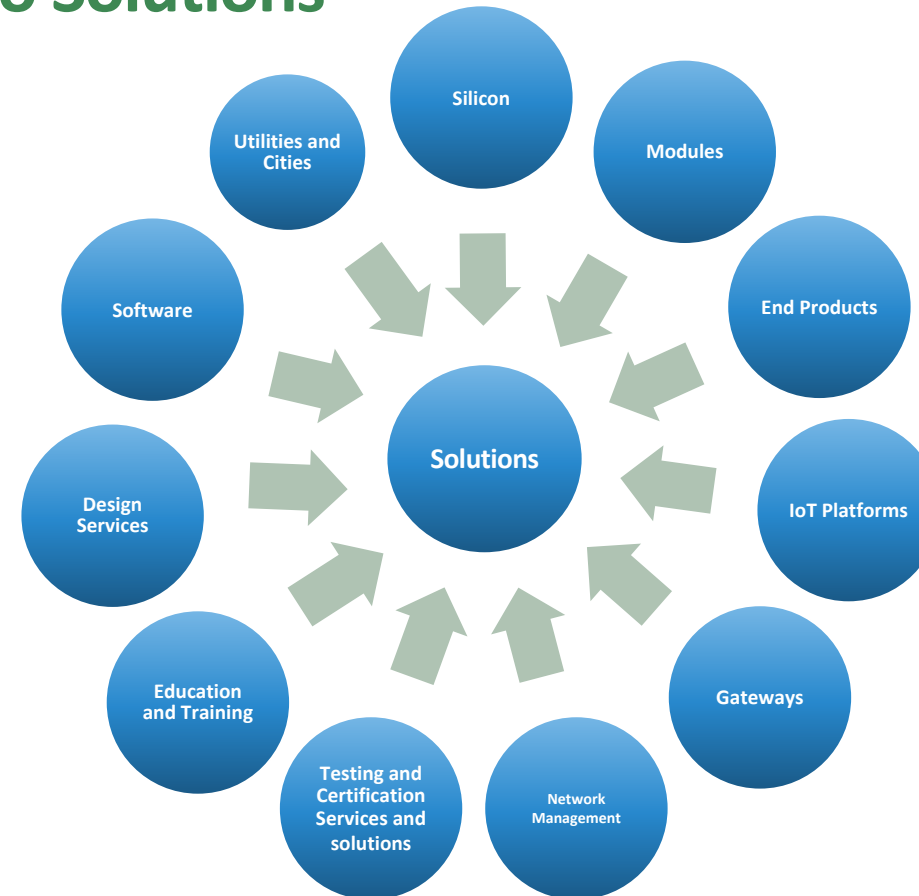 Solutions
Silicon
Modules
End Products
IoT Platforms
Gateways
Network
Management
Testing and
Certification
Services and
solutions
Education
and Training
Design
Services
Software
Utilities and
Cities
Solutions